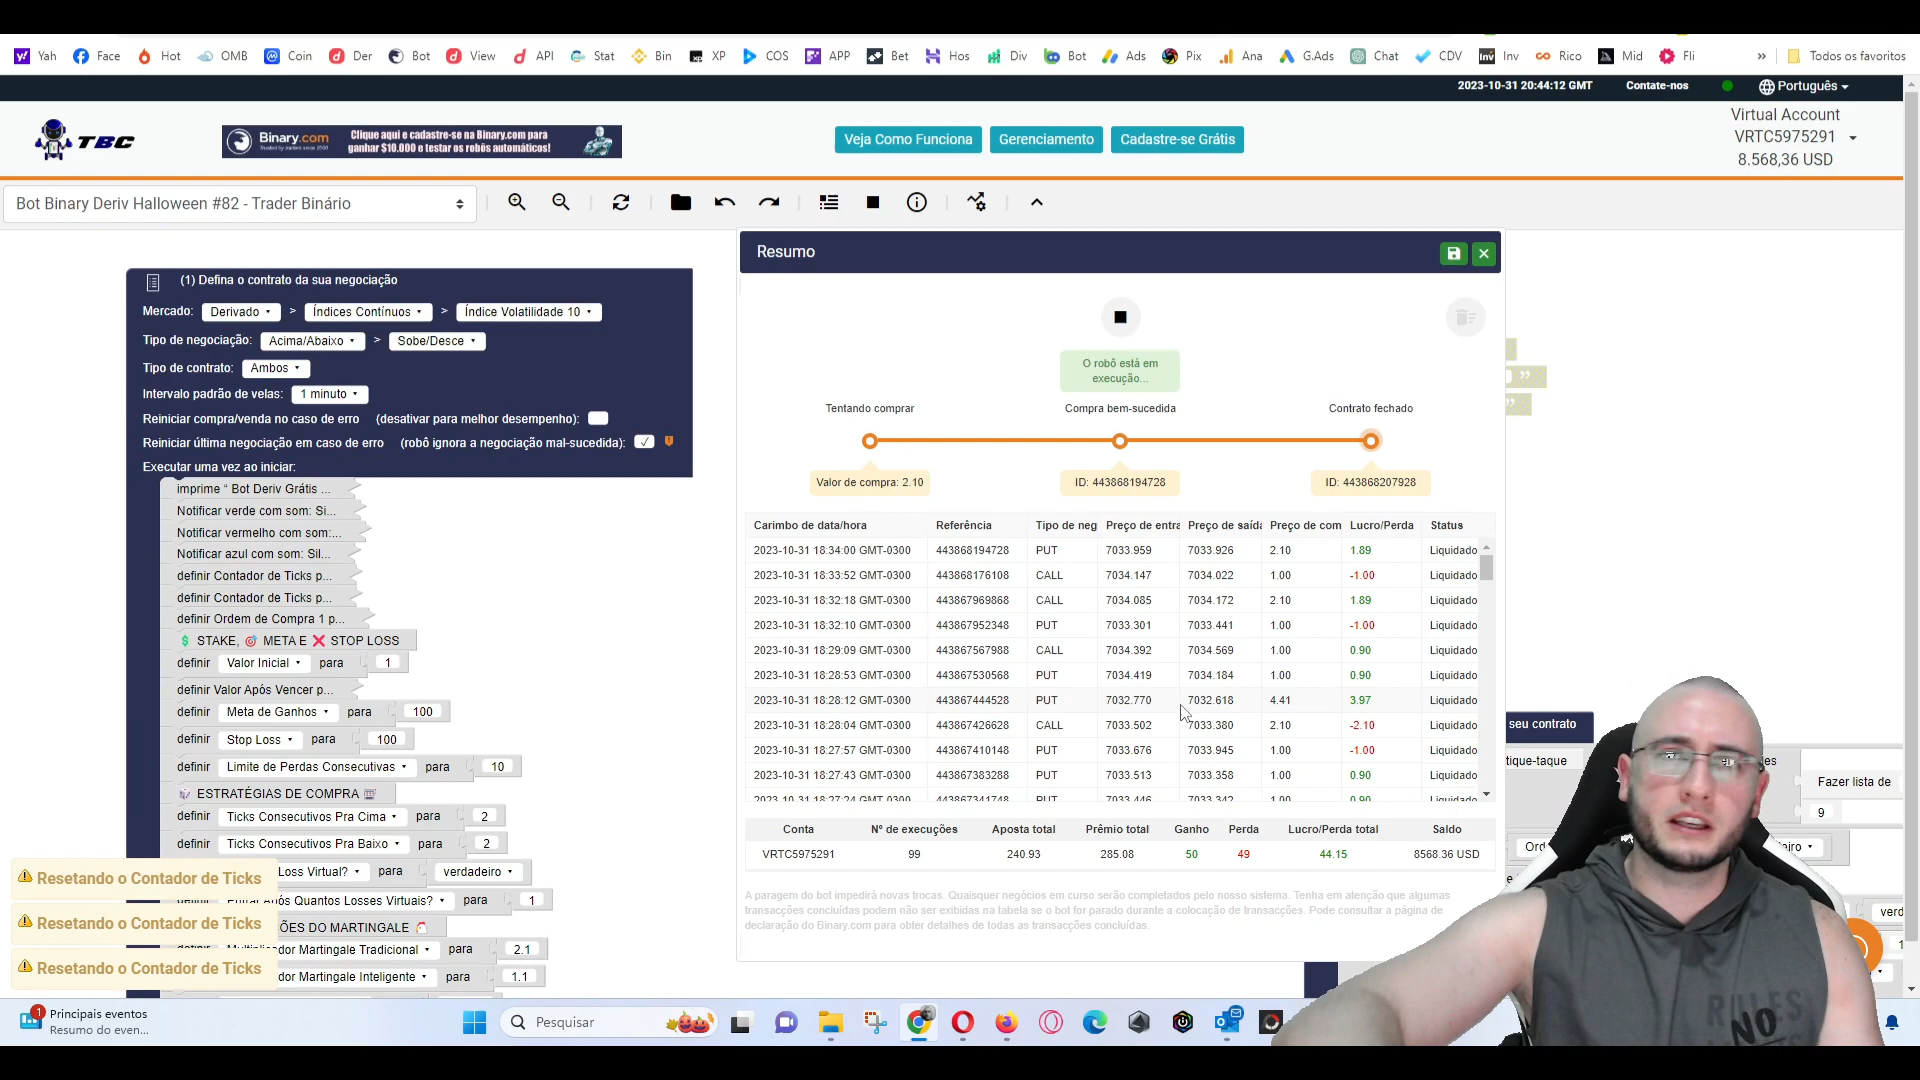 Yah Face Hot OMB Coin Der Bot View API Stat Bin XP COS APP Bet Hos Div Bot Ads Pix Ana G.Ads Chat CDV Inv Rico Mid Fli » Todos os favoritos
2023-10-31 20:44:12 GMT Contate-nos Português
TBC
Binary.com Clique aqui e cadastre-se na Binary.com para
ganhar $10.000 e testar os robôs automáticos!
Veja Como Funciona Gerenciamento Cadastre-se Grátis
Virtual Account
VRTC5975291
8.568,36 USD
Bot Binary Deriv Halloween #82 - Trader Binário
(1) Defina o contrato da sua negociação
Mercado: Derivado > Índices Contínuos > Índice Volatilidade 10
Tipo de negociação: Acima/Abaixo > Sobe/Desce
Tipo de contrato: Ambos
Intervalo padrão de velas: 1 minuto
Reiniciar compra/venda no caso de erro (desativar para melhor desempenho):
Reiniciar última negociação em caso de erro (robô ignora a negociação mal-sucedida): ✓
Executar uma vez ao iniciar:
imprime “ Bot Deriv Grátis ...
Notificar verde com som: Si...
Notificar vermelho com som:...
Notificar azul com som: Sil...
definir Contador de Ticks p...
definir Contador de Ticks p...
definir Ordem de Compra 1 p...
STAKE, META E ❌ STOP LOSS
definir Valor Inicial para 1
definir Valor Após Vencer p...
definir Meta de Ganhos para 100
definir Stop Loss para 100
definir Limite de Perdas Consecutivas para 10
ESTRATÉGIAS DE COMPRA
definir Ticks Consecutivos Pra Cima para 2
definir Ticks Consecutivos Pra Baixo para 2
Loss Virtual? para verdadeiro
Após Quantos Losses Virtuais? para 1
ÕES DO MARTINGALE
Multiplicador Martingale Tradicional para 2.1
dor Martingale Inteligente para 1.1
Resetando o Contador de Ticks
Resetando o Contador de Ticks
Resetando o Contador de Ticks
Resumo
O robô está em
execução...
Tentando comprar Compra bem-sucedida Contrato fechado
Valor de compra: 2.10 ID: 443868194728 ID: 443868207928
Carimbo de data/hora Referência Tipo de neg Preço de entra Preço de saída Preço de com Lucro/Perda Status
2023-10-31 18:34:00 GMT-0300 443868194728 PUT 7033.959 7033.926 2.10 1.89 Liquidado
2023-10-31 18:33:52 GMT-0300 443868176108 CALL 7034.147 7034.022 1.00 -1.00 Liquidado
2023-10-31 18:32:18 GMT-0300 443867969868 CALL 7034.085 7034.172 2.10 1.89 Liquidado
2023-10-31 18:32:10 GMT-0300 443867952348 PUT 7033.301 7033.441 1.00 -1.00 Liquidado
2023-10-31 18:29:09 GMT-0300 443867567988 CALL 7034.392 7034.569 1.00 0.90 Liquidado
2023-10-31 18:28:53 GMT-0300 443867530568 PUT 7034.419 7034.184 1.00 0.90 Liquidado
2023-10-31 18:28:12 GMT-0300 443867444528 PUT 7032.770 7032.618 4.41 3.97 Liquidado
2023-10-31 18:28:04 GMT-0300 443867426628 CALL 7033.502 7033.380 2.10 -2.10 Liquidado
2023-10-31 18:27:57 GMT-0300 443867410148 PUT 7033.676 7033.945 1.00 -1.00 Liquidado
2023-10-31 18:27:43 GMT-0300 443867383288 PUT 7033.513 7033.358 1.00 0.90 Liquidado
2023-10-31 18:27:24 GMT-0300 443867341748 PUT 7033.446 7033.342 1.00 0.90 Liquidado
Conta Nº de execuções Aposta total Prêmio total Ganho Perda Lucro/Perda total Saldo
VRTC5975291 99 240.93 285.08 50 49 44.15 8568.36 USD
A paragem do bot impedirá novas trocas. Quaisquer negócios em curso serão completados pelo nosso sistema. Tenha em atenção que algumas
transacções concluídas podem não ser exibidas na tabela se o bot for parado durante a colocação de transacções. Pode consultar a página de
declaração do Binary.com para obter detalhes de todas as transacções concluídas.
seu contrato
tique-taque
es
Fazer lista de
9
Ord
eiro
verd
RULES
NO
Principais eventos
Resumo do even...
1
Pesquisar